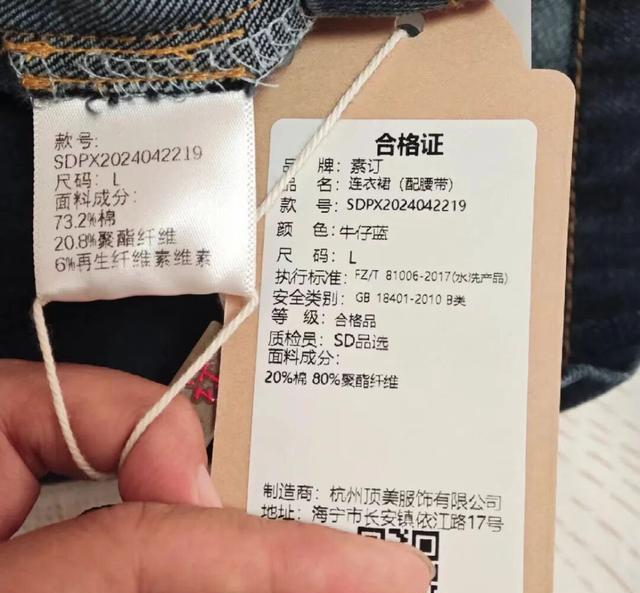 款号:
SDPX2024042219
尺码: L
面料成分:
73.2%棉
20.8%聚酯纤维
6%再生纤维素维素
合格证
品 牌: 素订
品 名: 连衣裙（配腰带）
款 号: SDPX2024042219
颜 色: 牛仔蓝
尺 码: L
执行标准: FZ/T 81006-2017(水洗产品)
安全类别: GB 18401-2010 B类
等 级: 合格品
质检员: SD品选
面料成分:
20%棉 80%聚酯纤维
制造商: 杭州顶美服饰有限公司
地址: 海宁市长安镇依江路17号